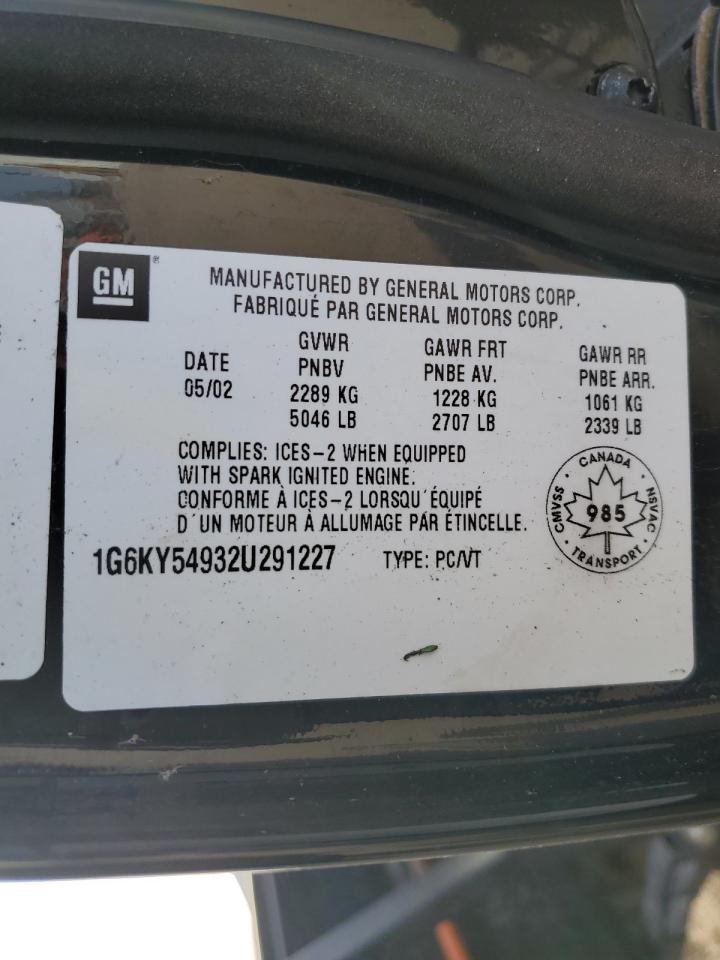 GM ®
MANUFACTURED BY GENERAL MOTORS CORP.
FABRIQUÉ PAR GENERAL MOTORS CORP.
DATE GVWR GAWR FRT GAWR RR
PNBV PNBE AV. PNBE ARR.
05/02 2289 KG 1228 KG 1061 KG
5046 LB 2707 LB 2339 LB
COMPLIES: ICES-2 WHEN EQUIPPED
WITH SPARK IGNITED ENGINE.
CONFORME À ICES-2 LORSQU´ÉQUIPÉ
D´UN MOTEUR À ALLUMAGE PAR ÉTINCELLE.
CANADA
CMVSS 985 NSVAC
TRANSPORT
1G6KY54932U291227 TYPE: PC/VT